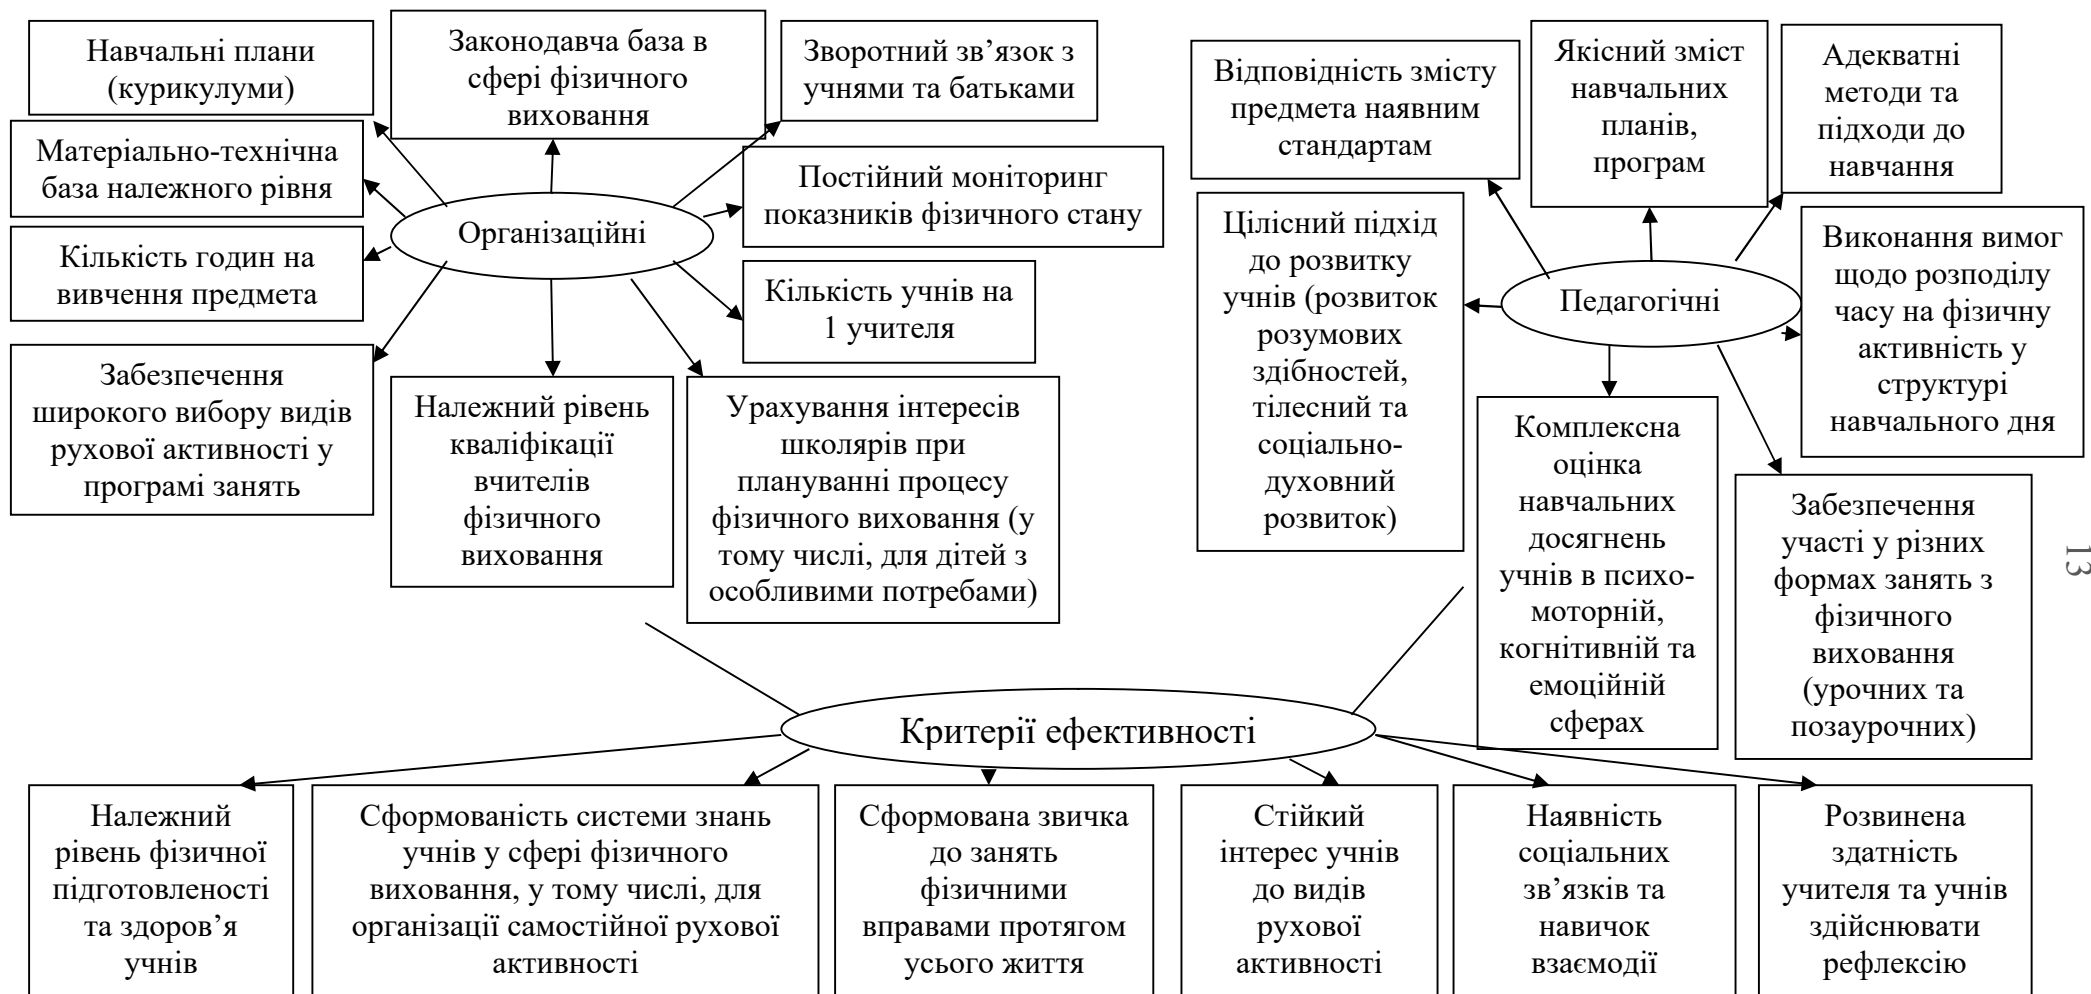 Навчальні плани
(курикулуми)
Законодавча база в
сфері фізичного
виховання
Зворотний зв’язок з
учнями та батьками
Матеріально-технічна
база належного рівня
Постійний моніторинг
показників фізичного стану
Організаційні
Кількість годин на
вивчення предмета
Кількість учнів на
1 учителя
Забезпечення
широкого вибору видів
рухової активності у
програмі занять
Належний рівень
кваліфікації
вчителів
фізичного
виховання
Урахування інтересів
школярів при
плануванні процесу
фізичного виховання (у
тому числі, для дітей з
особливими потребами)
Відповідність змісту
предмета наявним
стандартам
Якісний зміст
навчальних
планів,
програм
Адекватні
методи та
підходи до
навчання
Цілісний підхід
до розвитку
учнів (розвиток
розумових
здібностей,
тілесний та
соціально-
духовний
розвиток)
Педагогічні
Виконання вимог
щодо розподілу
часу на фізичну
активність у
структурі
навчального дня
Комплексна
оцінка
навчальних
досягнень
учнів в психо-
моторній,
когнітивній та
емоційній
сферах
Забезпечення
участі у різних
формах занять з
фізичного
виховання
(урочних та
позаурочних)
13
Критерії ефективності
Належний
рівень фізичної
підготовленості
та здоров’я
учнів
Сформованість системи знань
учнів у сфері фізичного
виховання, у тому числі, для
організації самостійної рухової
активності
Сформована звичка
до занять
фізичними
вправами протягом
усього життя
Стійкий
інтерес учнів
до видів
рухової
активності
Наявність
соціальних
зв’язків та
навичок
взаємодії
Розвинена
здатність
учителя та учнів
здійснювати
рефлексію